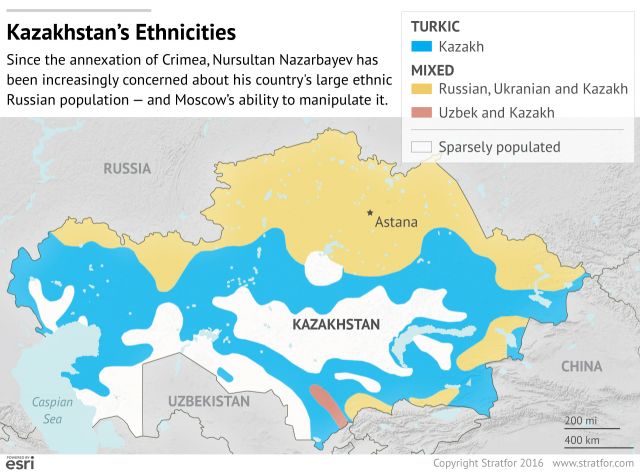 Kazakhstan's Ethnicities
Since the annexation of Crimea, Nursultan Nazarbayev has
been increasingly concerned about his country's large ethnic
Russian population — and Moscow's ability to manipulate it.
TURKIC
Kazakh
MIXED
Russian, Ukranian and Kazakh
Uzbek and Kazakh
Sparsely populated
RUSSIA
Astana
KAZAKHSTAN
CHINA
UZBEKISTAN
Caspian
Sea
200 mi
400 km
POWERED BY
esri
Copyright Stratfor 2016 www.stratfor.com